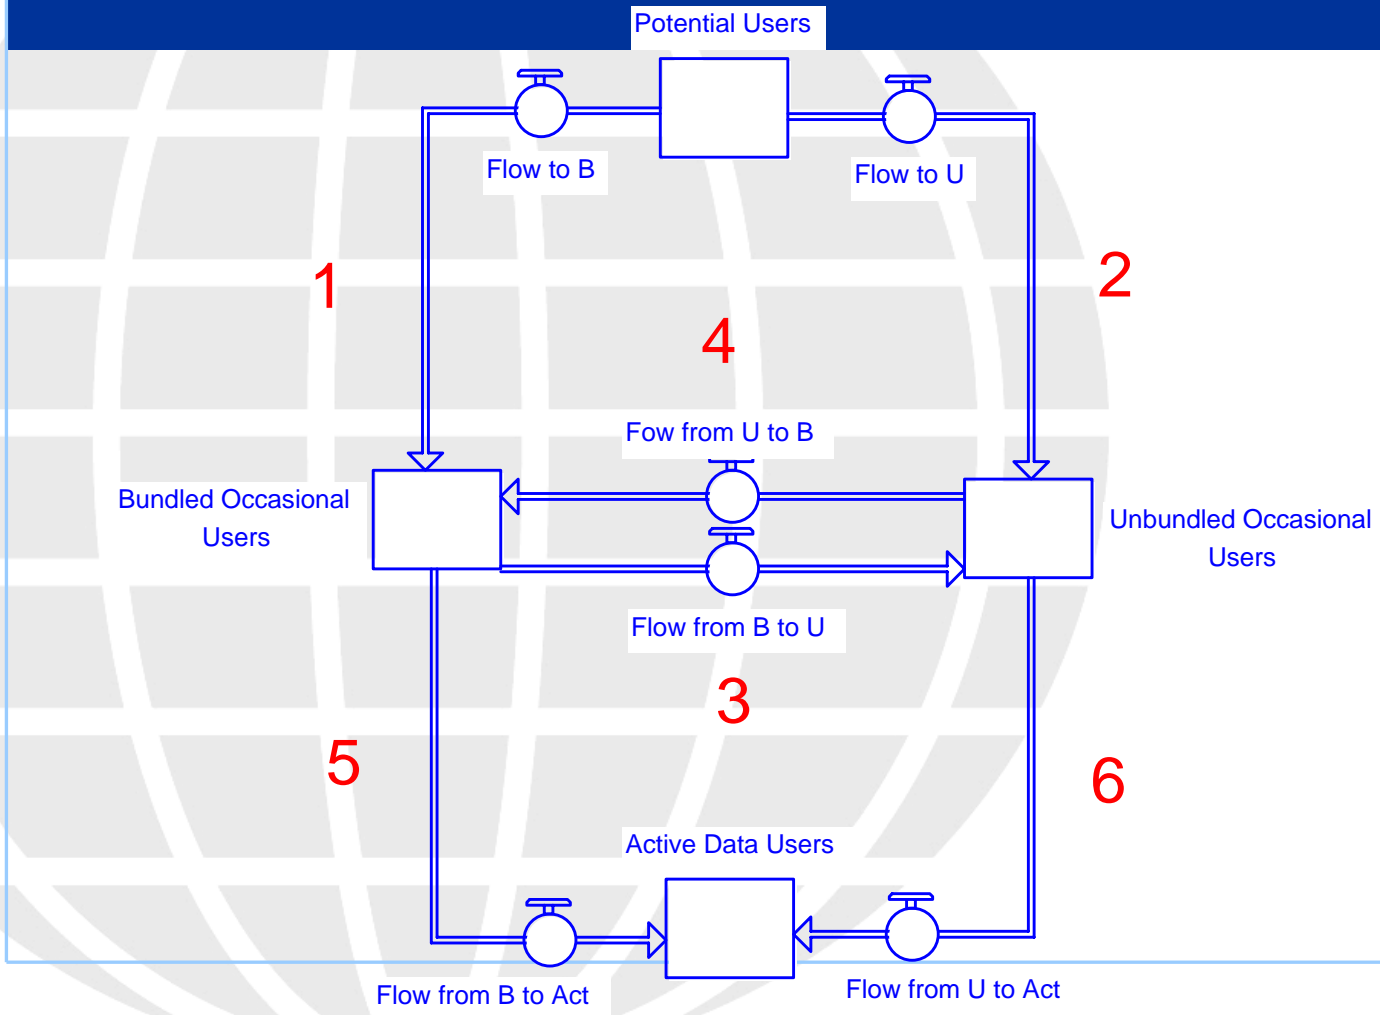 Potential Users
Flow to B
Flow to U
1
2
4
Fow from U to B
Bundled Occasional
Users
Unbundled Occasional
Users
Flow from B to U
3
5
6
Active Data Users
Flow from B to Act
Flow from U to Act